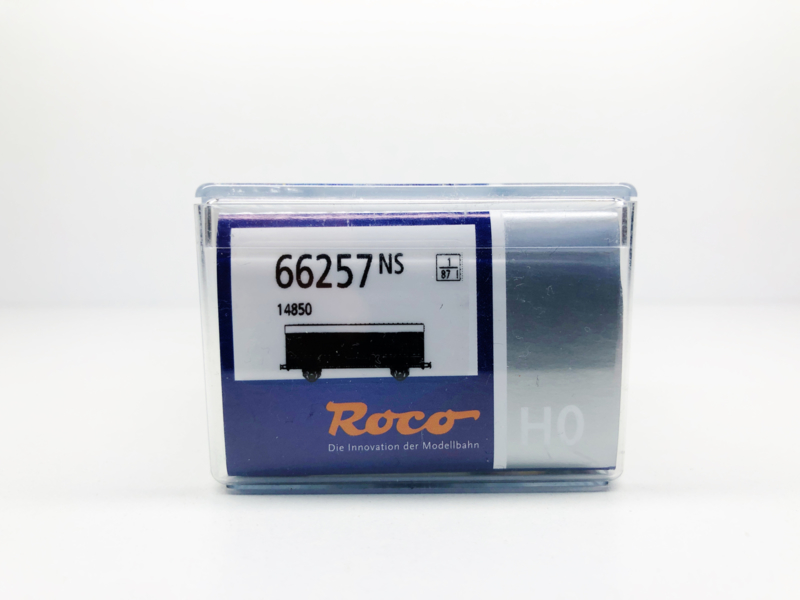 66257 NS
1
87
14850
Roco
Die Innovation der Modellbahn
H0